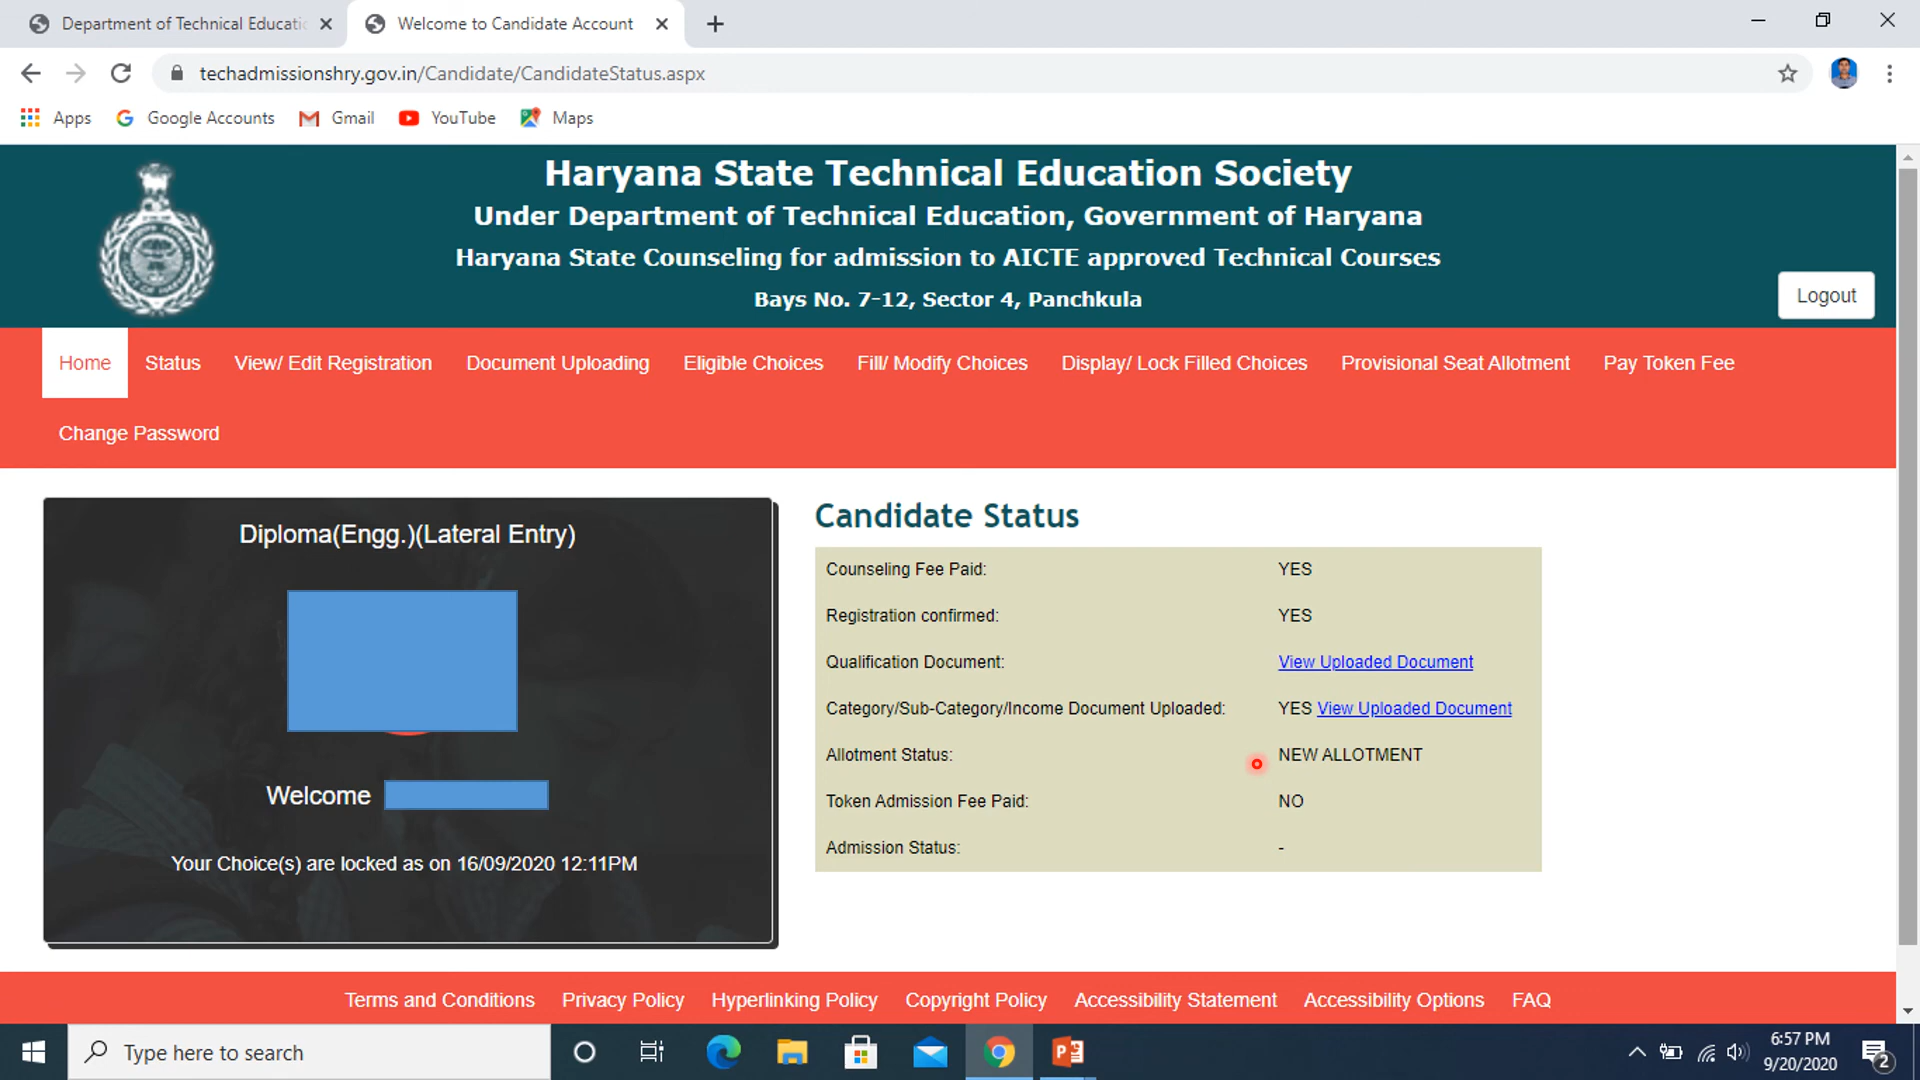 Department of Technical Educatio
Welcome to Candidate Account
techadmissionshry.gov.in/Candidate/CandidateStatus.aspx
Apps
Google Accounts
Gmail
YouTube
Maps
Haryana State Technical Education Society
Under Department of Technical Education, Government of Haryana
Haryana State Counseling for admission to AICTE approved Technical Courses
Bays No. 7-12, Sector 4, Panchkula
Logout
Home Status View/ Edit Registration Document Uploading Eligible Choices Fill/ Modify Choices Display/ Lock Filled Choices Provisional Seat Allotment Pay Token Fee
Change Password
Diploma(Engg.)(Lateral Entry)
Welcome
Your Choice(s) are locked as on 16/09/2020 12:11PM
Candidate Status
Counseling Fee Paid: YES
Registration confirmed: YES
Qualification Document: View Uploaded Document
Category/Sub-Category/Income Document Uploaded: YES View Uploaded Document
Allotment Status: NEW ALLOTMENT
Token Admission Fee Paid: NO
Admission Status: -
Terms and Conditions Privacy Policy Hyperlinking Policy Copyright Policy Accessibility Statement Accessibility Options FAQ
Type here to search
6:57 PM
9/20/2020
2